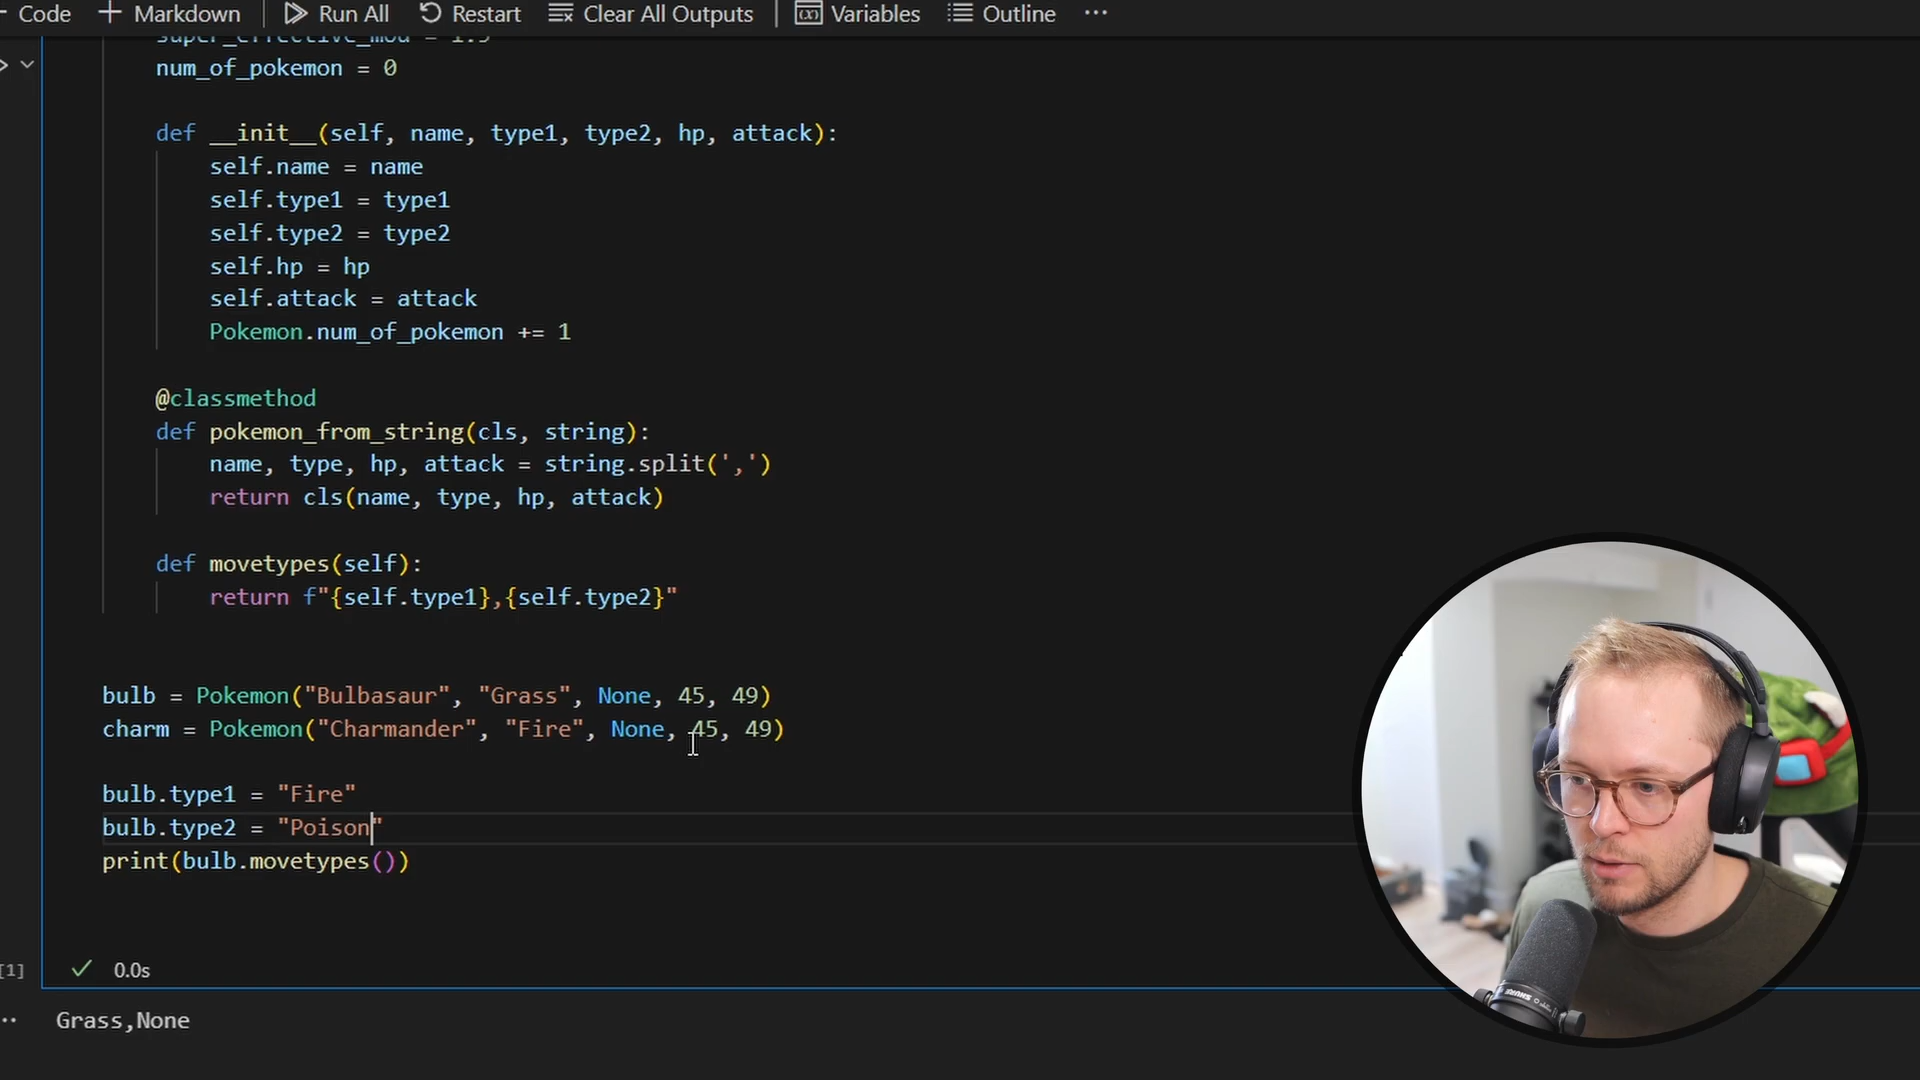 Code Markdown Run All Restart Clear All Outputs Variables Outline ...
num_of_pokemon = 0
def __init__(self, name, type1, type2, hp, attack):
self.name = name
self.type1 = type1
self.type2 = type2
self.hp = hp
self.attack = attack
Pokemon.num_of_pokemon += 1
@classmethod
def pokemon_from_string(cls, string):
name, type, hp, attack = string.split(',')
return cls(name, type, hp, attack)
def movetypes(self):
return f"{self.type1},{self.type2}"
bulb = Pokemon("Bulbasaur", "Grass", None, 45, 49)
charm = Pokemon("Charmander", "Fire", None, 45, 49)
bulb.type1 = "Fire"
bulb.type2 = "Poison"
print(bulb.movetypes())
[1] 0.0s
Grass,None
SHURE